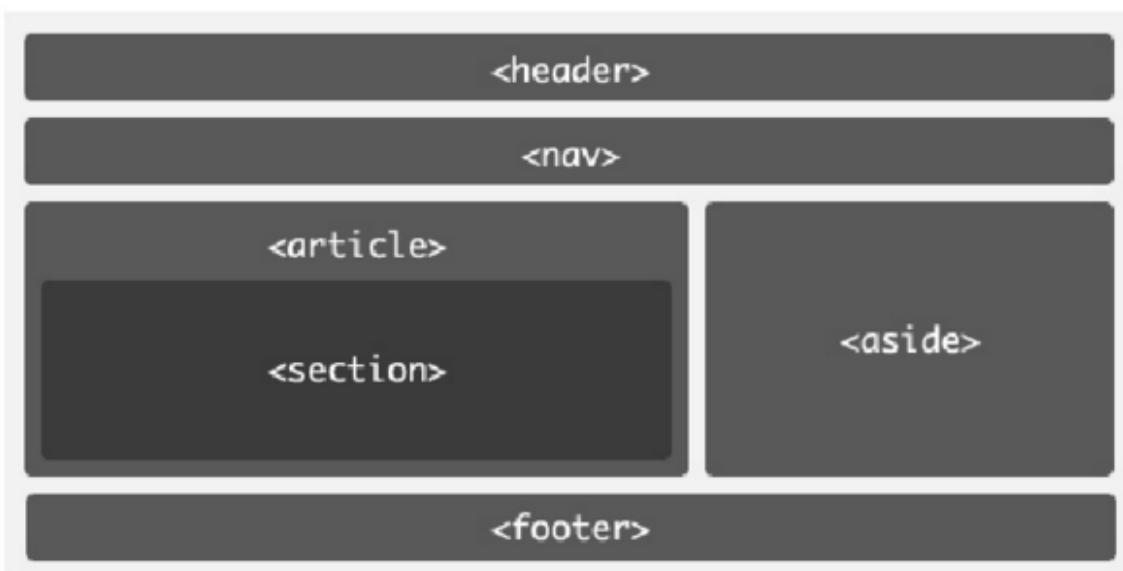 <header>
<nav>
<article>
<section>
<aside>
<footer>